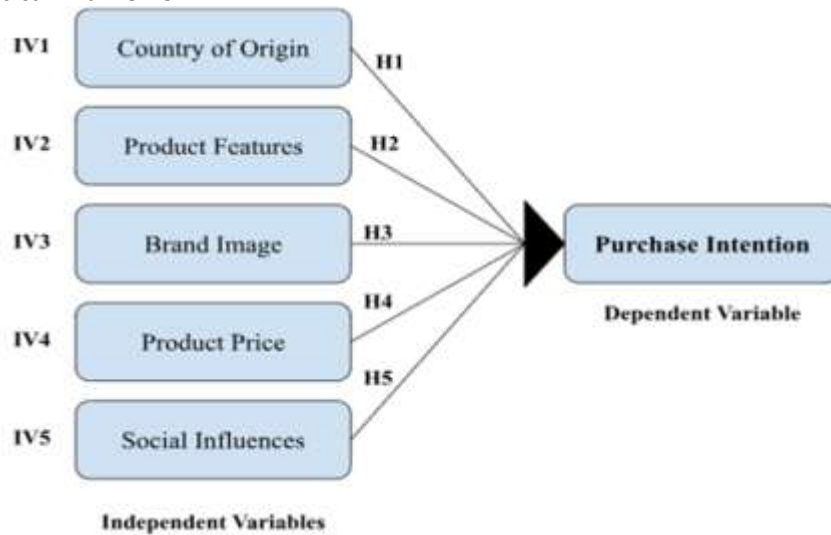 IV1 Country of Origin H1
IV2 Product Features H2
IV3 Brand Image H3
IV4 Product Price H4
IV5 Social Influences H5
Purchase Intention
Dependent Variable
Independent Variables